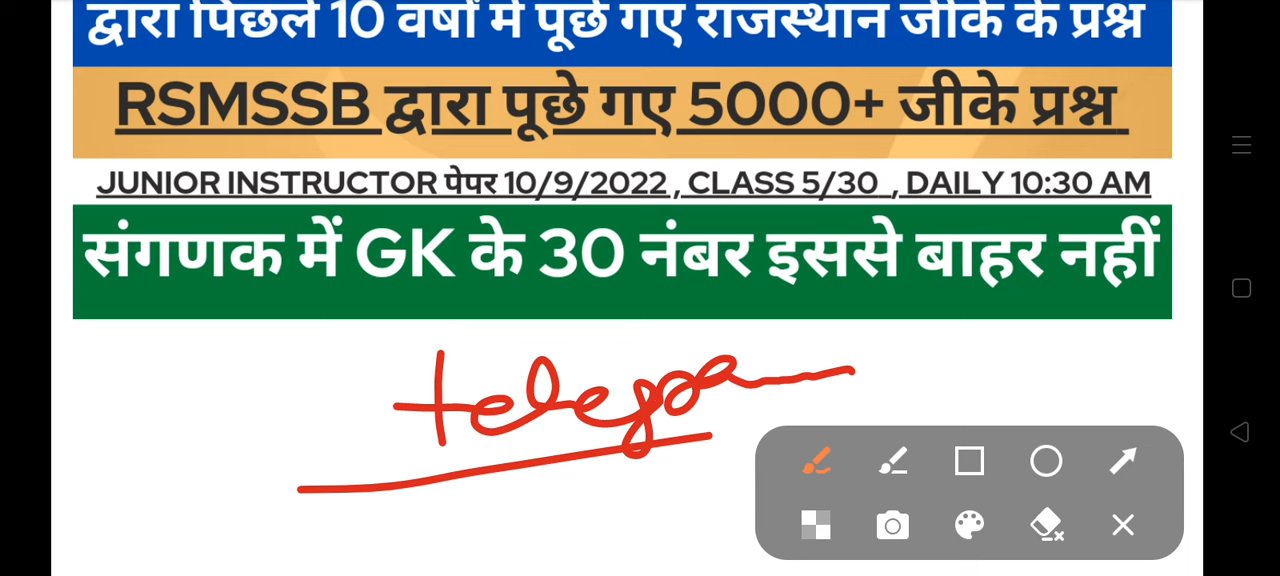 द्वारा पिछले 10 वर्षों में पूछे गए राजस्थान जीके के प्रश्न
RSMSSB द्वारा पूछे गए 5000+ जीके प्रश्न
JUNIOR INSTRUCTOR पेपर 10/9/2022 , CLASS 5/30 , DAILY 10:30 AM
संगणक में GK के 30 नंबर इससे बाहर नहीं
telegram